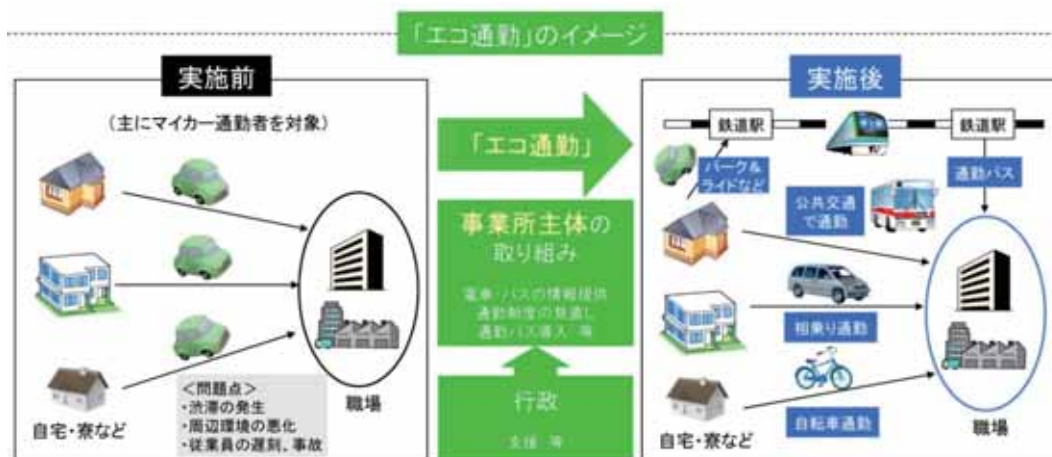 「エコ通勤」のイメージ
実施前
(主にマイカー通勤者を対象)
自宅・寮など
<問題点>
・渋滞の発生
・周辺環境の悪化
・従業員の遅刻、事故
職場
「エコ通勤」
事業所主体の
取り組み
電車・バスの情報提供
通勤制度の見直し
通勤バス導入 等
行政
支援 等
実施後
鉄道駅
鉄道駅
パーク&
ライドなど
通勤バス
公共交通
で通勤
相乗り通勤
自転車通勤
自宅・寮など
職場